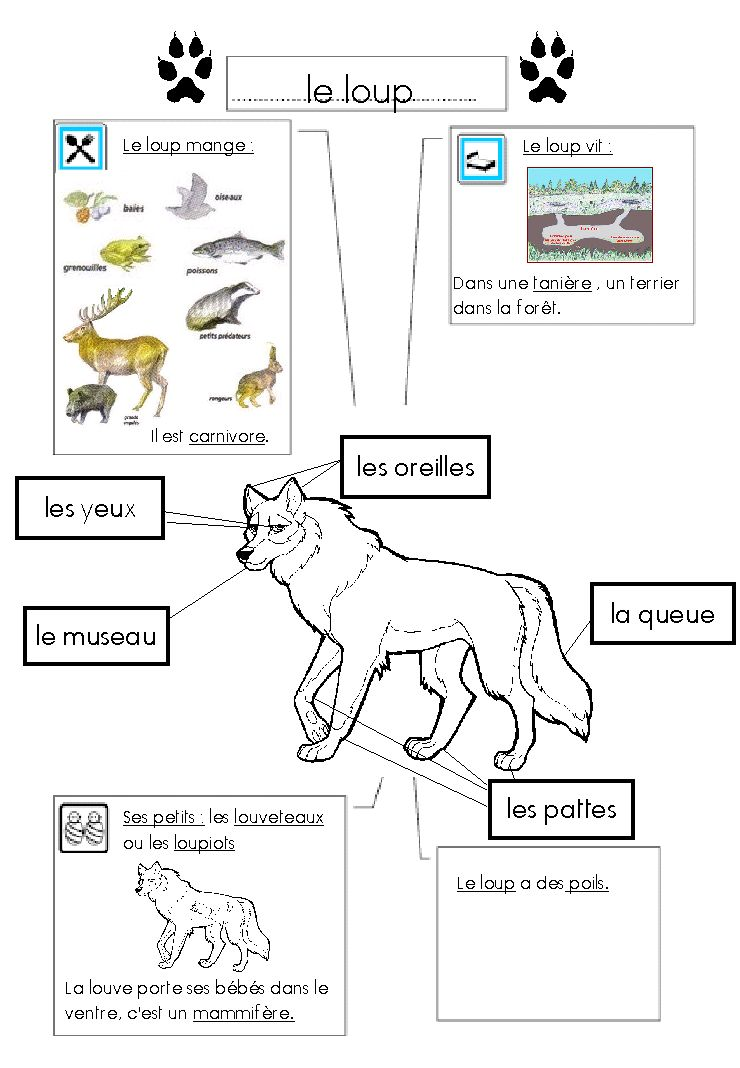 le loup
Le loup mange :
baies
oiseaux
grenouilles
poissons
petits prédateurs
grands
rongeurs
Il est carnivore.
Le loup vit :
Dans une tanière , un terrier
dans la forêt.
les oreilles
les yeux
le museau
la queue
les pattes
Ses petits : les louveteaux
ou les loupiots
La louve porte ses bébés dans le
ventre, c'est un mammifère.
Le loup a des poils.